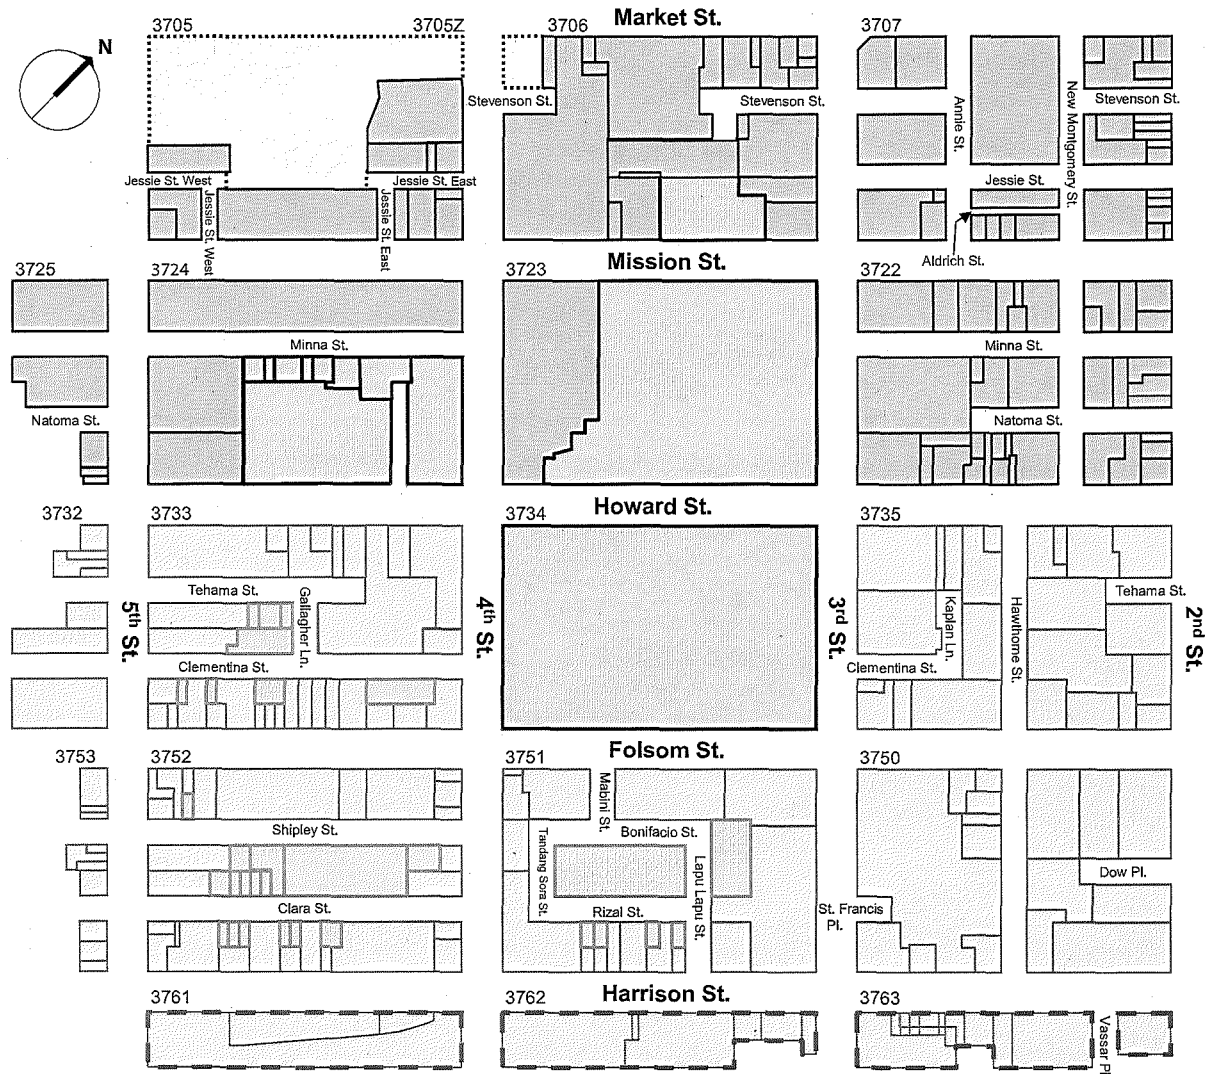 Market St.
3705
3705Z
3706
3707
N
Stevenson St.
Stevenson St.
Stevenson St.
Annie St.
New Montgomery St.
Jessie St. West
Jessie St. East
Jessie St.
Jessie St. West
Jessie St. East
Aldrich St.
Mission St.
3725
3724
3723
3722
Minna St.
Minna St.
Natoma St.
Natoma St.
Howard St.
3732
3733
3734
3735
Tehama St.
Tehama St.
5th St.
Gallagher Ln.
4th St.
3rd St.
Kaplan Ln.
Hawthorne St.
2nd St.
Clementina St.
Clementina St.
Folsom St.
3753
3752
3751
3750
Mabini St.
Shipley St.
Bonifacio St.
Tandang Sora St.
Lapu Lapu St.
Dow Pl.
Clara St.
Rizal St.
St. Francis
Pl.
Harrison St.
3761
3762
3763
Vassar Pl